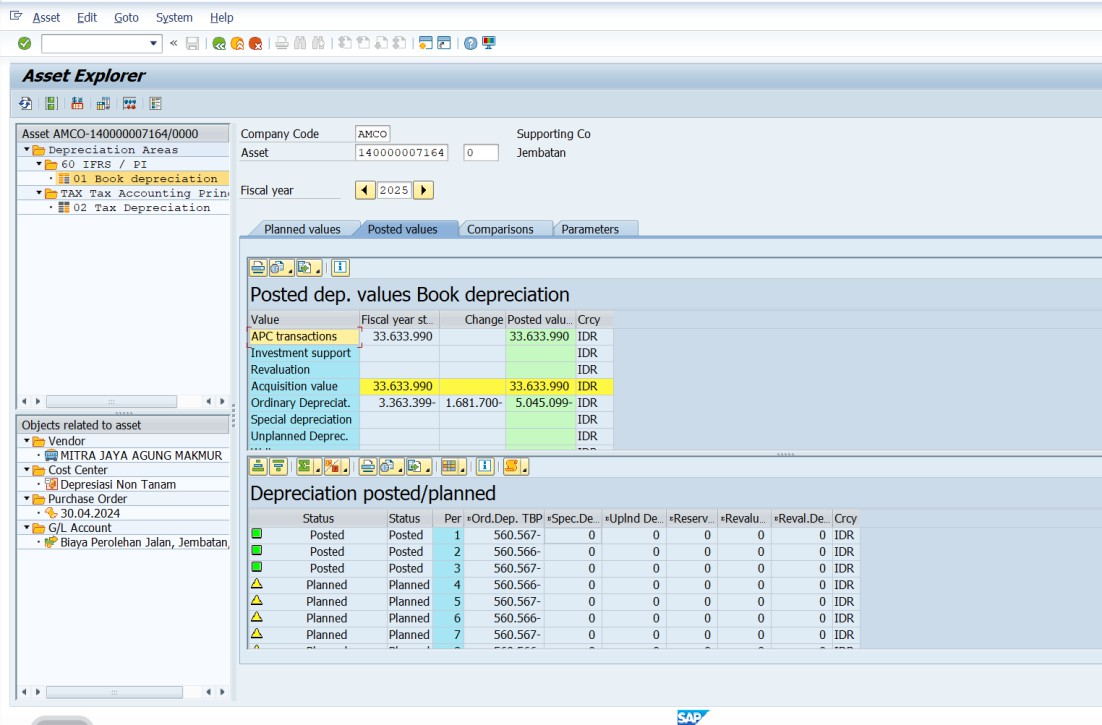 Asset Edit Goto System Help
«
Asset Explorer
Asset AMCO-140000007164/0000
Depreciation Areas
60 IFRS / PI
01 Book depreciation
TAX Tax Accounting Prin
02 Tax Depreciation
Company Code AMCO Supporting Co
Asset 140000007164 0 Jembatan
Fiscal year 2025
Planned values Posted values Comparisons Parameters
Posted dep. values Book depreciation
Value Fiscal year st... Change Posted valu... Crcy
APC transactions 33.633.990 33.633.990 IDR
Investment support IDR
Revaluation IDR
Acquisition value 33.633.990 33.633.990 IDR
Ordinary Depreciat. 3.363.399- 1.681.700- 5.045.099- IDR
Special depreciation IDR
Unplanned Deprec. IDR
Objects related to asset
Vendor
MITRA JAYA AGUNG MAKMUR
Cost Center
Depresiasi Non Tanam
Purchase Order
30.04.2024
G/L Account
Biaya Perolehan Jalan, Jembatan,
Depreciation posted/planned
Status Status Per Ord.Dep. TBP Spec.De... Uplnd De... Reserv... Revalu... Reval.De... Crcy
Posted Posted 1 560.567- 0 0 0 0 0 IDR
Posted Posted 2 560.566- 0 0 0 0 0 IDR
Posted Posted 3 560.567- 0 0 0 0 0 IDR
Planned Planned 4 560.566- 0 0 0 0 0 IDR
Planned Planned 5 560.567- 0 0 0 0 0 IDR
Planned Planned 6 560.566- 0 0 0 0 0 IDR
Planned Planned 7 560.567- 0 0 0 0 0 IDR
SAP